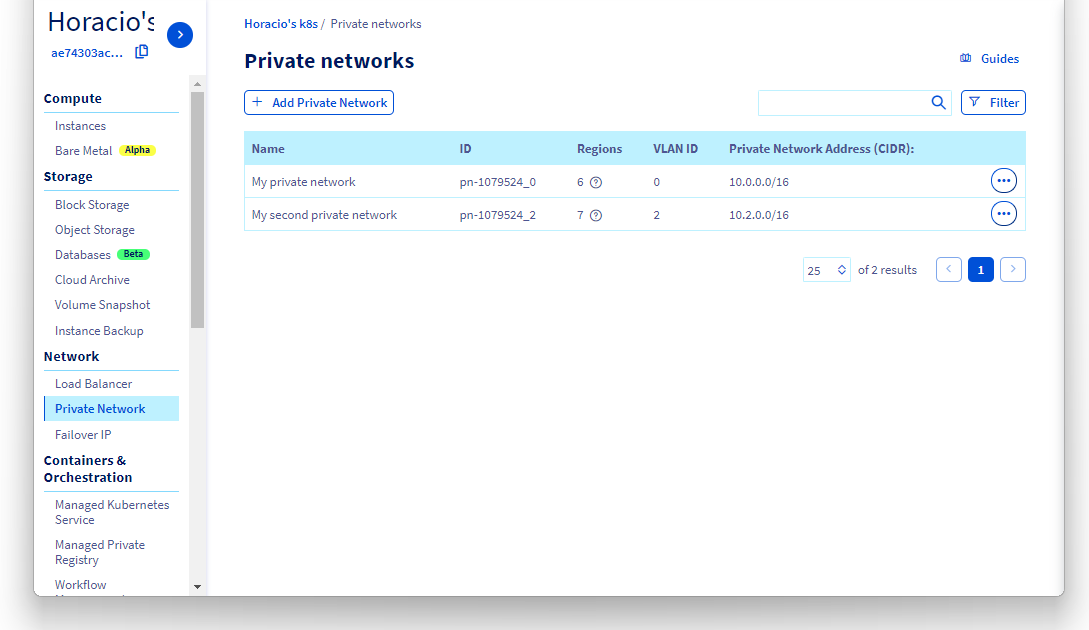 Horacio's
ae74303ac...
Compute
Instances
Bare Metal Alpha
Storage
Block Storage
Object Storage
Databases Beta
Cloud Archive
Volume Snapshot
Instance Backup
Network
Load Balancer
Private Network
Failover IP
Containers &
Orchestration
Managed Kubernetes
Service
Managed Private
Registry
Workflow
Horacio's k8s / Private networks
Private networks
Guides
+ Add Private Network
Filter
Name ID Regions VLAN ID Private Network Address (CIDR):
My private network pn-1079524_0 6 0 10.0.0.0/16
My second private network pn-1079524_2 7 2 10.2.0.0/16
25 of 2 results 1